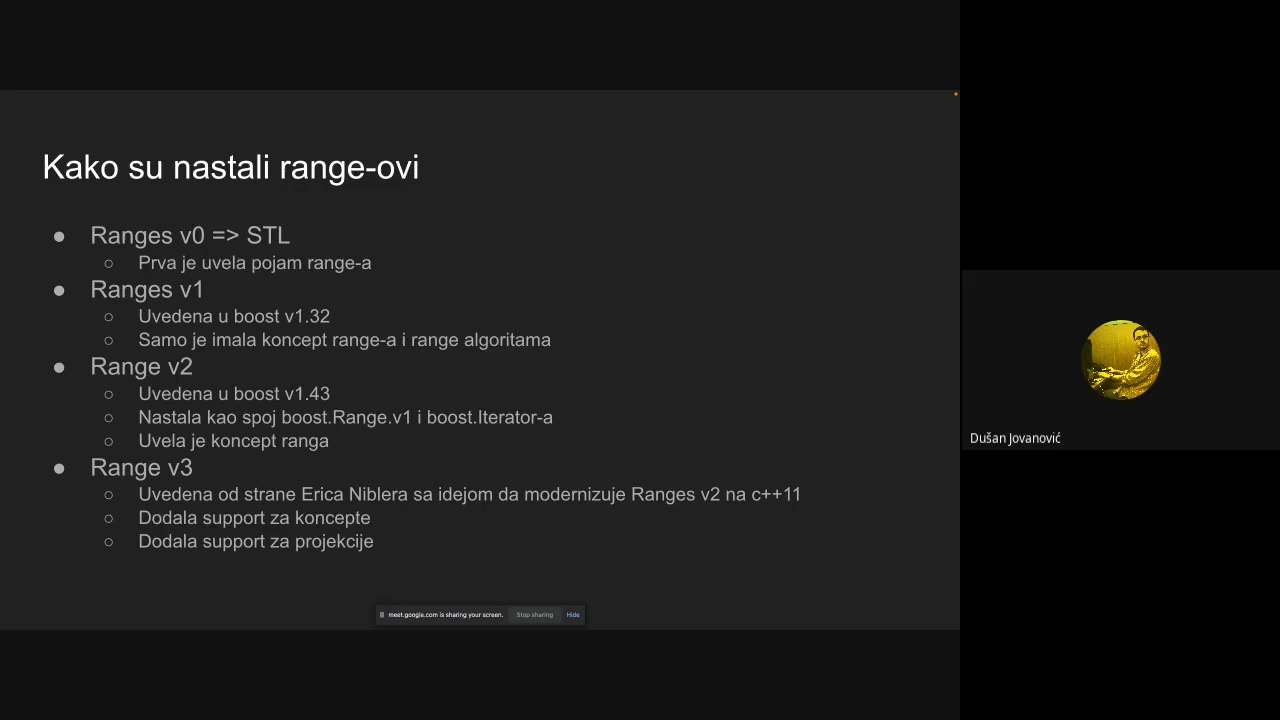 Kako su nastali range-ovi
● Ranges v0 => STL
○ Prva je uvela pojam range-a
● Ranges v1
○ Uvedena u boost v1.32
○ Samo je imala koncept range-a i range algoritama
● Range v2
○ Uvedena u boost v1.43
○ Nastala kao spoj boost.Range.v1 i boost.Iterator-a
○ Uvela je koncept ranga
● Range v3
○ Uvedena od strane Erica Niblera sa idejom da modernizuje Ranges v2 na c++11
○ Dodala support za koncepte
○ Dodala support za projekcije
meet.google.com is sharing your screen. Stop sharing Hide
Dušan Jovanović